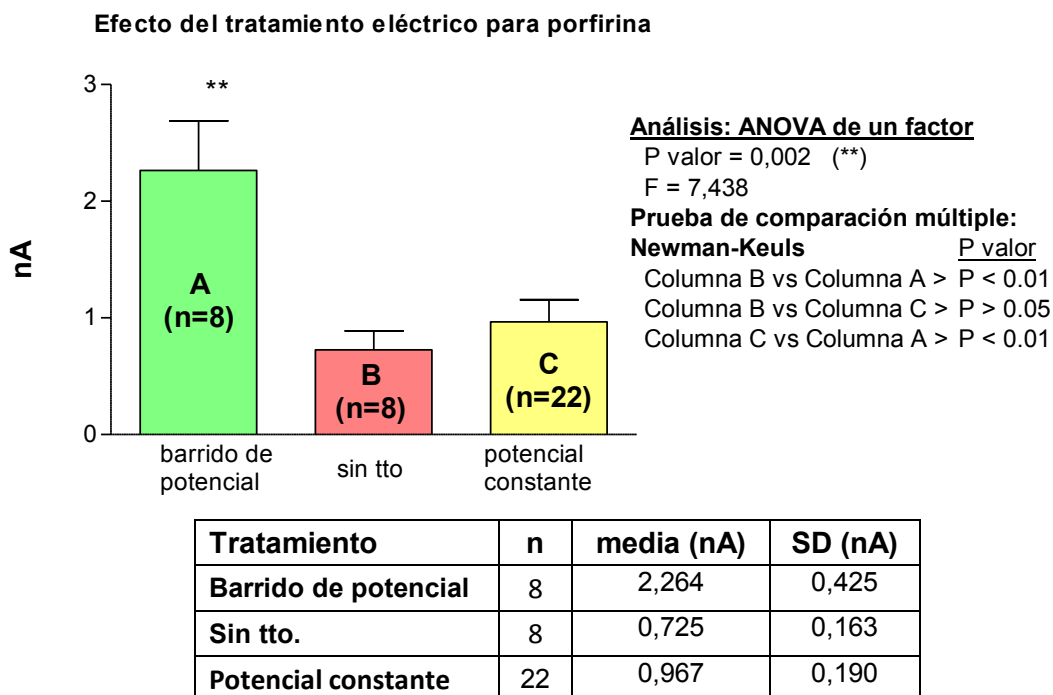 Efecto del tratamiento eléctrico para porfirina
nA
3
2
1
0
**
A
(n=8)
B
(n=8)
C
(n=22)
barrido de
potencial
sin tto
potencial
constante
Análisis: ANOVA de un factor
P valor = 0,002 (**)
F = 7,438
Prueba de comparación múltiple:
Newman-Keuls P valor
Columna B vs Columna A > P < 0.01
Columna B vs Columna C > P > 0.05
Columna C vs Columna A > P < 0.01
Tratamiento n media (nA) SD (nA)
Barrido de potencial 8 2,264 0,425
Sin tto. 8 0,725 0,163
Potencial constante 22 0,967 0,190